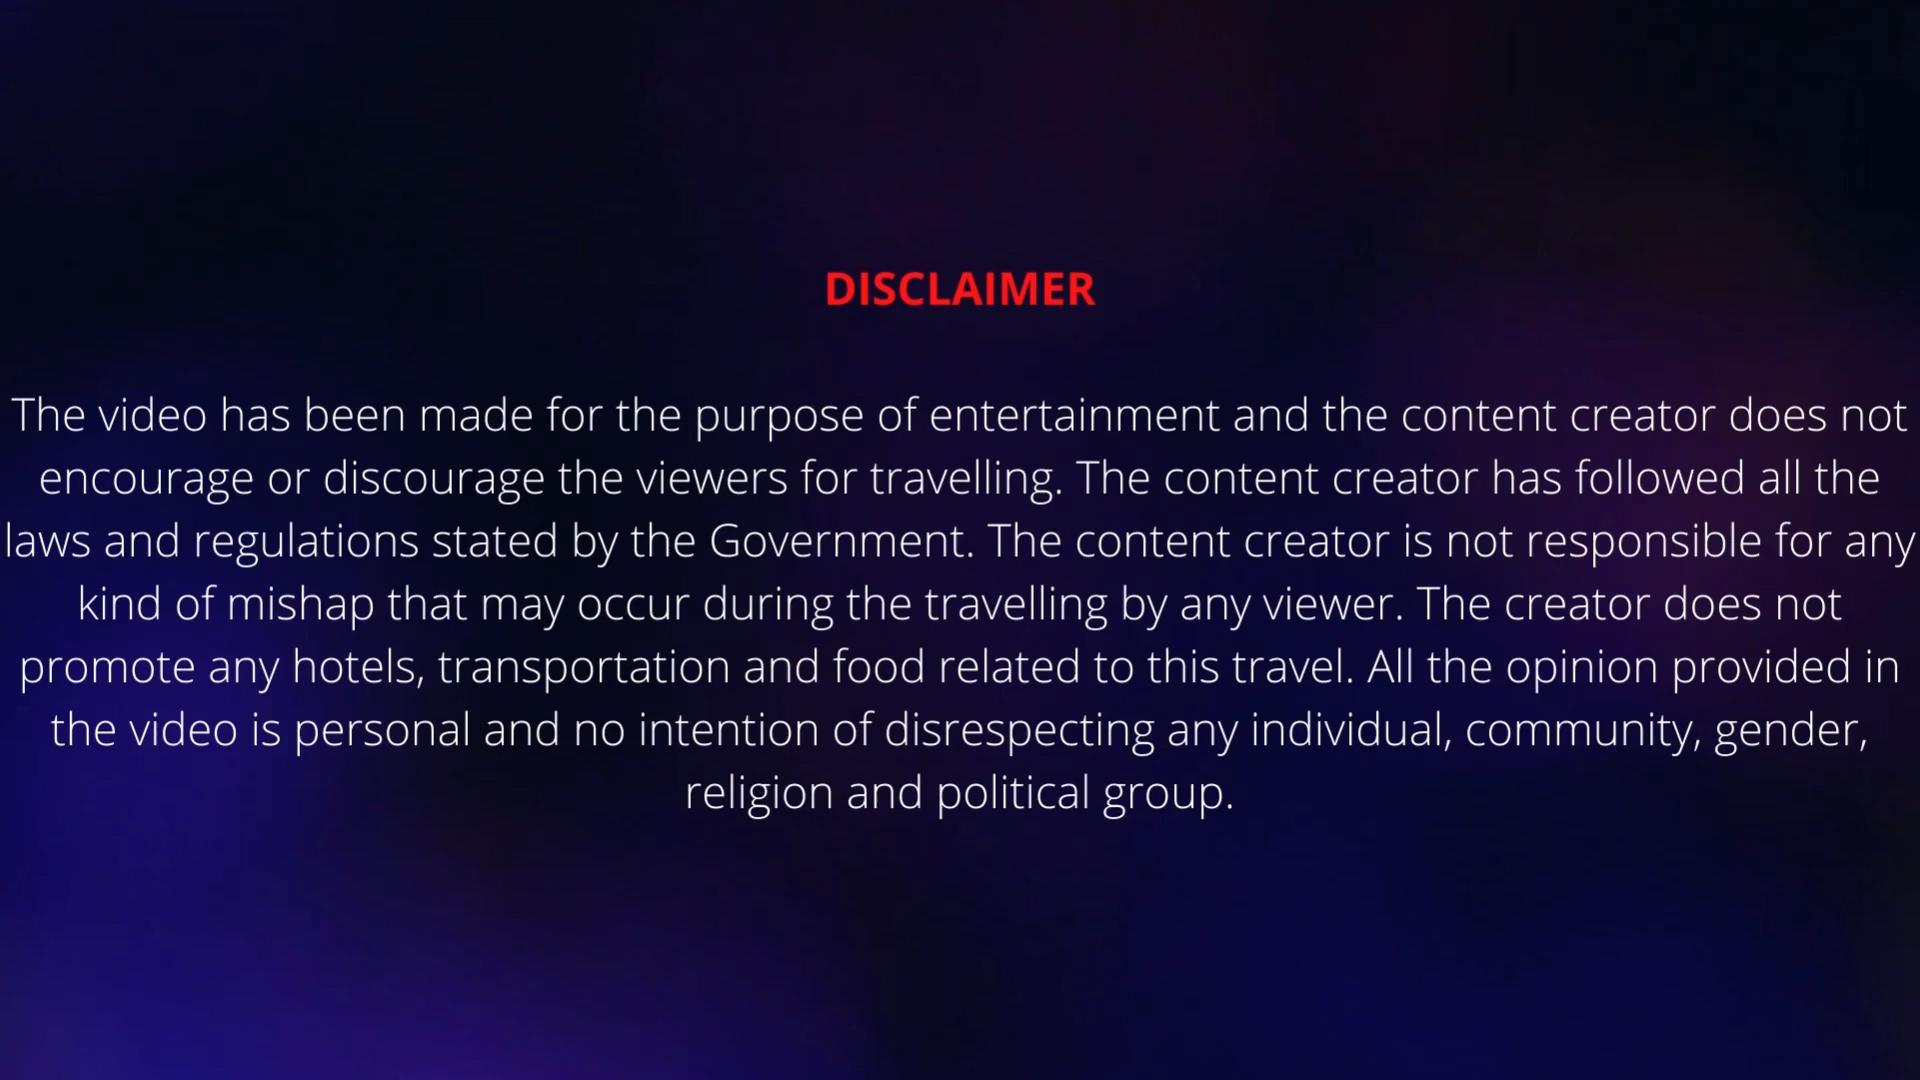 DISCLAIMER
The video has been made for the purpose of entertainment and the content creator does not
encourage or discourage the viewers for travelling. The content creator has followed all the
laws and regulations stated by the Government. The content creator is not responsible for any
kind of mishap that may occur during the travelling by any viewer. The creator does not
promote any hotels, transportation and food related to this travel. All the opinion provided in
the video is personal and no intention of disrespecting any individual, community, gender,
religion and political group.